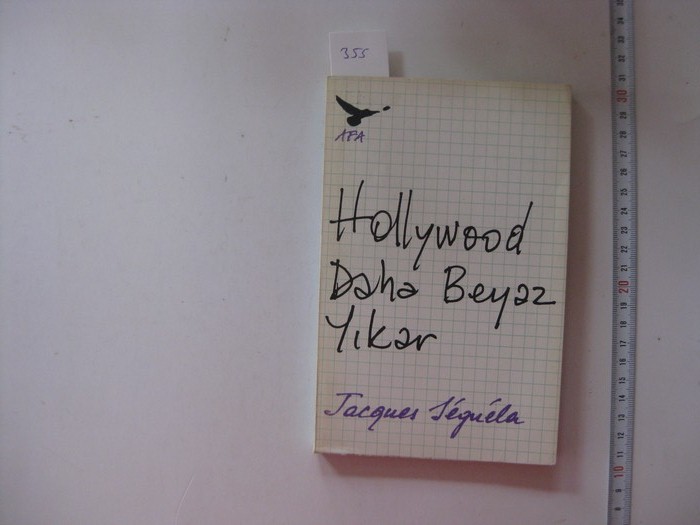 355
AFA
Hollywood
Daha Beyaz
Yıkar
Jacques Séguéla